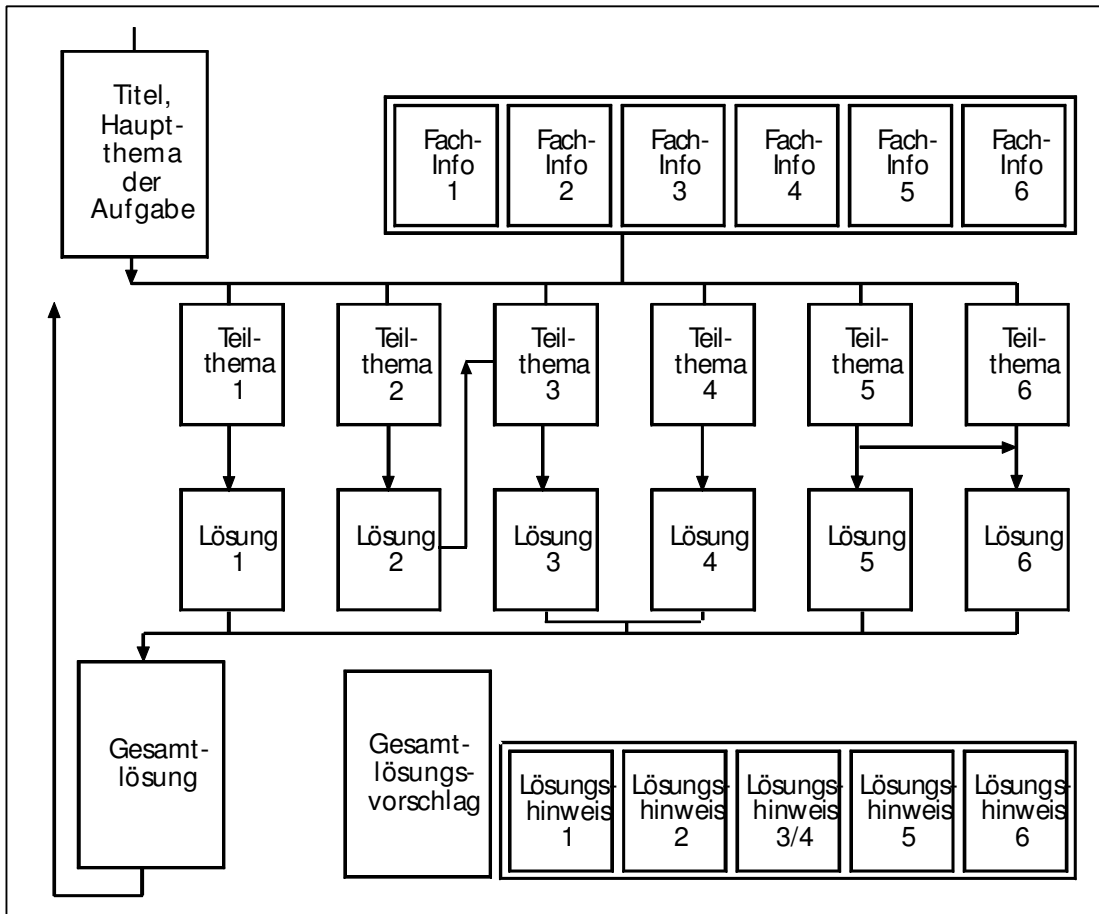 Titel,
Haupt-
thema
der
Aufgabe
Fach-
Info
1
Fach-
Info
2
Fach-
Info
3
Fach-
Info
4
Fach-
Info
5
Fach-
Info
6
Teil-
thema
1
Teil-
thema
2
Teil-
thema
3
Teil-
thema
4
Teil-
thema
5
Teil-
thema
6
Lösung
1
Lösung
2
Lösung
3
Lösung
4
Lösung
5
Lösung
6
Gesamt-
lösung
Gesamt-
lösungs-
vorschlag
Lösungs-
hinweis
1
Lösungs-
hinweis
2
Lösungs-
hinweis
3/4
Lösungs-
hinweis
5
Lösungs-
hinweis
6